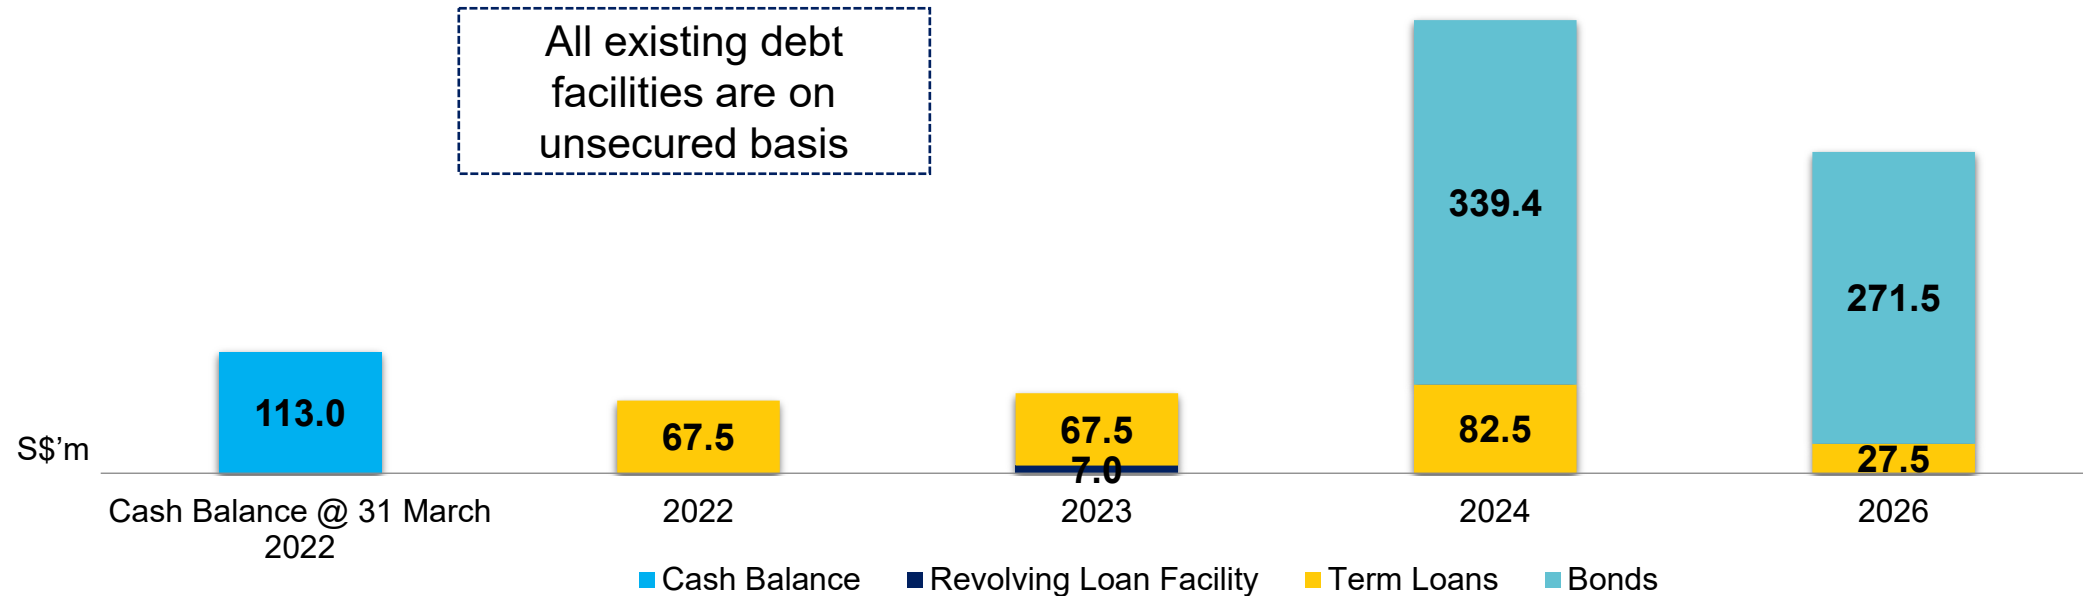 All existing debt
facilities are on
unsecured basis
339.4
271.5
113.0
67.5
67.5
82.5
7.0
27.5
S$’m
Cash Balance @ 31 March
2022
2022
2023
2024
2026
Cash Balance
Revolving Loan Facility
Term Loans
Bonds